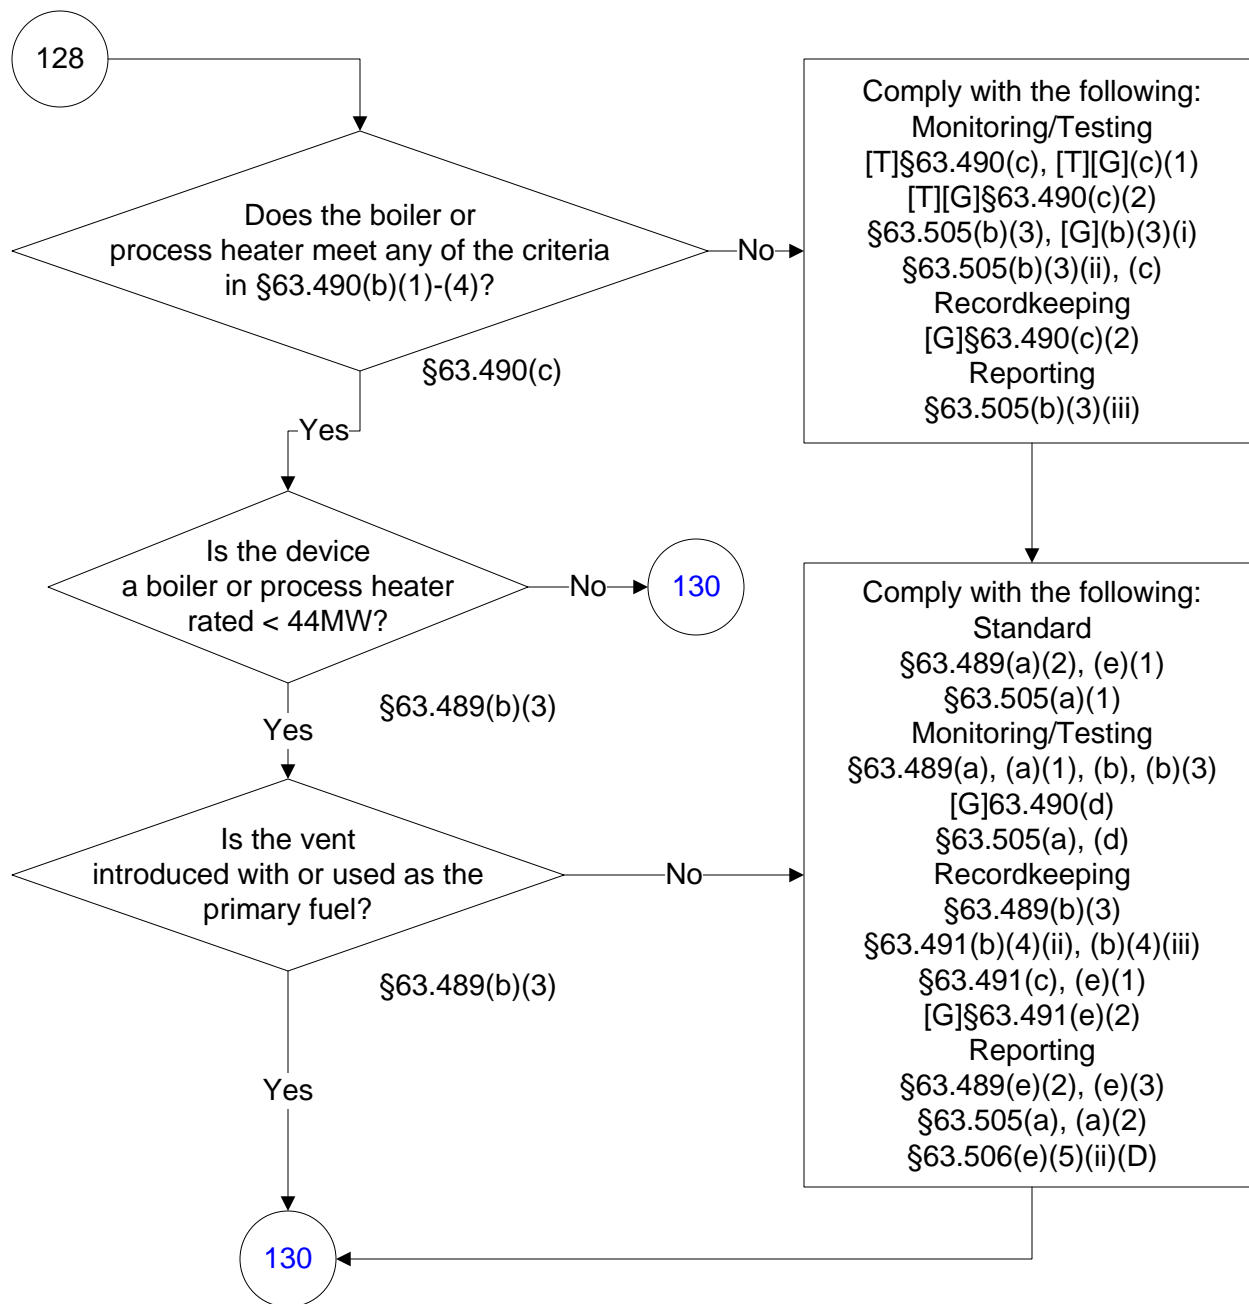 128
Does the boiler or
process heater meet any of the criteria
in §63.490(b)(1)-(4)?
No
§63.490(c)
Yes
Comply with the following:
Monitoring/Testing
[T]§63.490(c), [T][G](c)(1)
[T][G]§63.490(c)(2)
§63.505(b)(3), [G](b)(3)(i)
§63.505(b)(3)(ii), (c)
Recordkeeping
[G]§63.490(c)(2)
Reporting
§63.505(b)(3)(iii)
Is the device
a boiler or process heater
rated < 44MW?
No
130
§63.489(b)(3)
Yes
Is the vent
introduced with or used as the
primary fuel?
No
§63.489(b)(3)
Yes
Comply with the following:
Standard
§63.489(a)(2), (e)(1)
§63.505(a)(1)
Monitoring/Testing
§63.489(a), (a)(1), (b), (b)(3)
[G]63.490(d)
§63.505(a), (d)
Recordkeeping
§63.489(b)(3)
§63.491(b)(4)(ii), (b)(4)(iii)
§63.491(c), (e)(1)
[G]§63.491(e)(2)
Reporting
§63.489(e)(2), (e)(3)
§63.505(a), (a)(2)
§63.506(e)(5)(ii)(D)
130